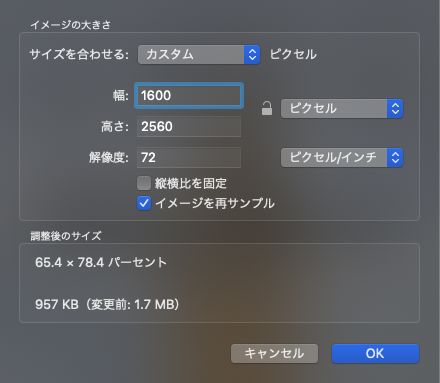 イメージの大きさ
サイズを合わせる: カスタム ピクセル
幅: 1600
ピクセル
高さ: 2560
解像度: 72 ピクセル/インチ
縦横比を固定
イメージを再サンプル
調整後のサイズ
65.4 × 78.4 パーセント
957 KB（変更前: 1.7 MB）
キャンセル OK